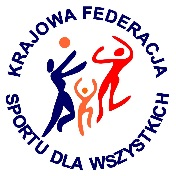 KRAJOWA FEDERACJA
SPORTU DLA WSZYSTKICH